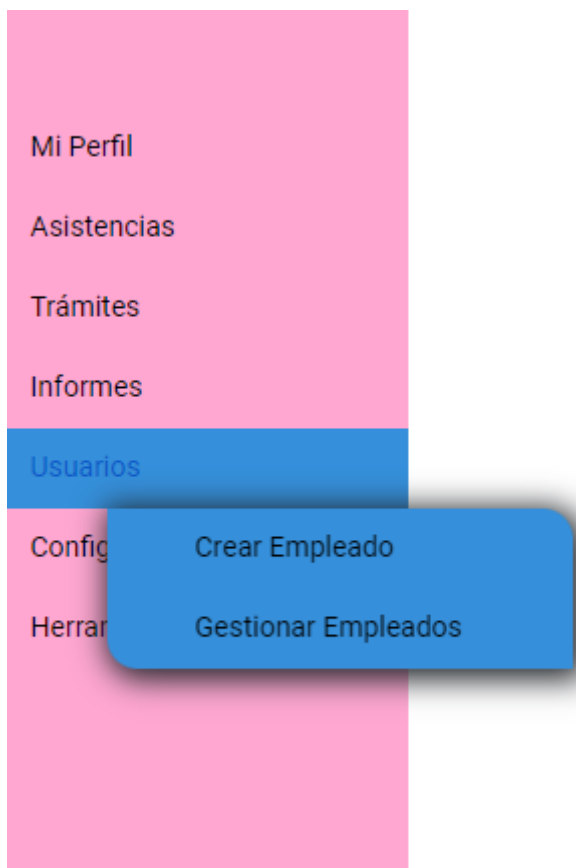 Mi Perfil
Asistencias
Trámites
Informes
Usuarios
Config
Crear Empleado
Herrar
Gestionar Empleados